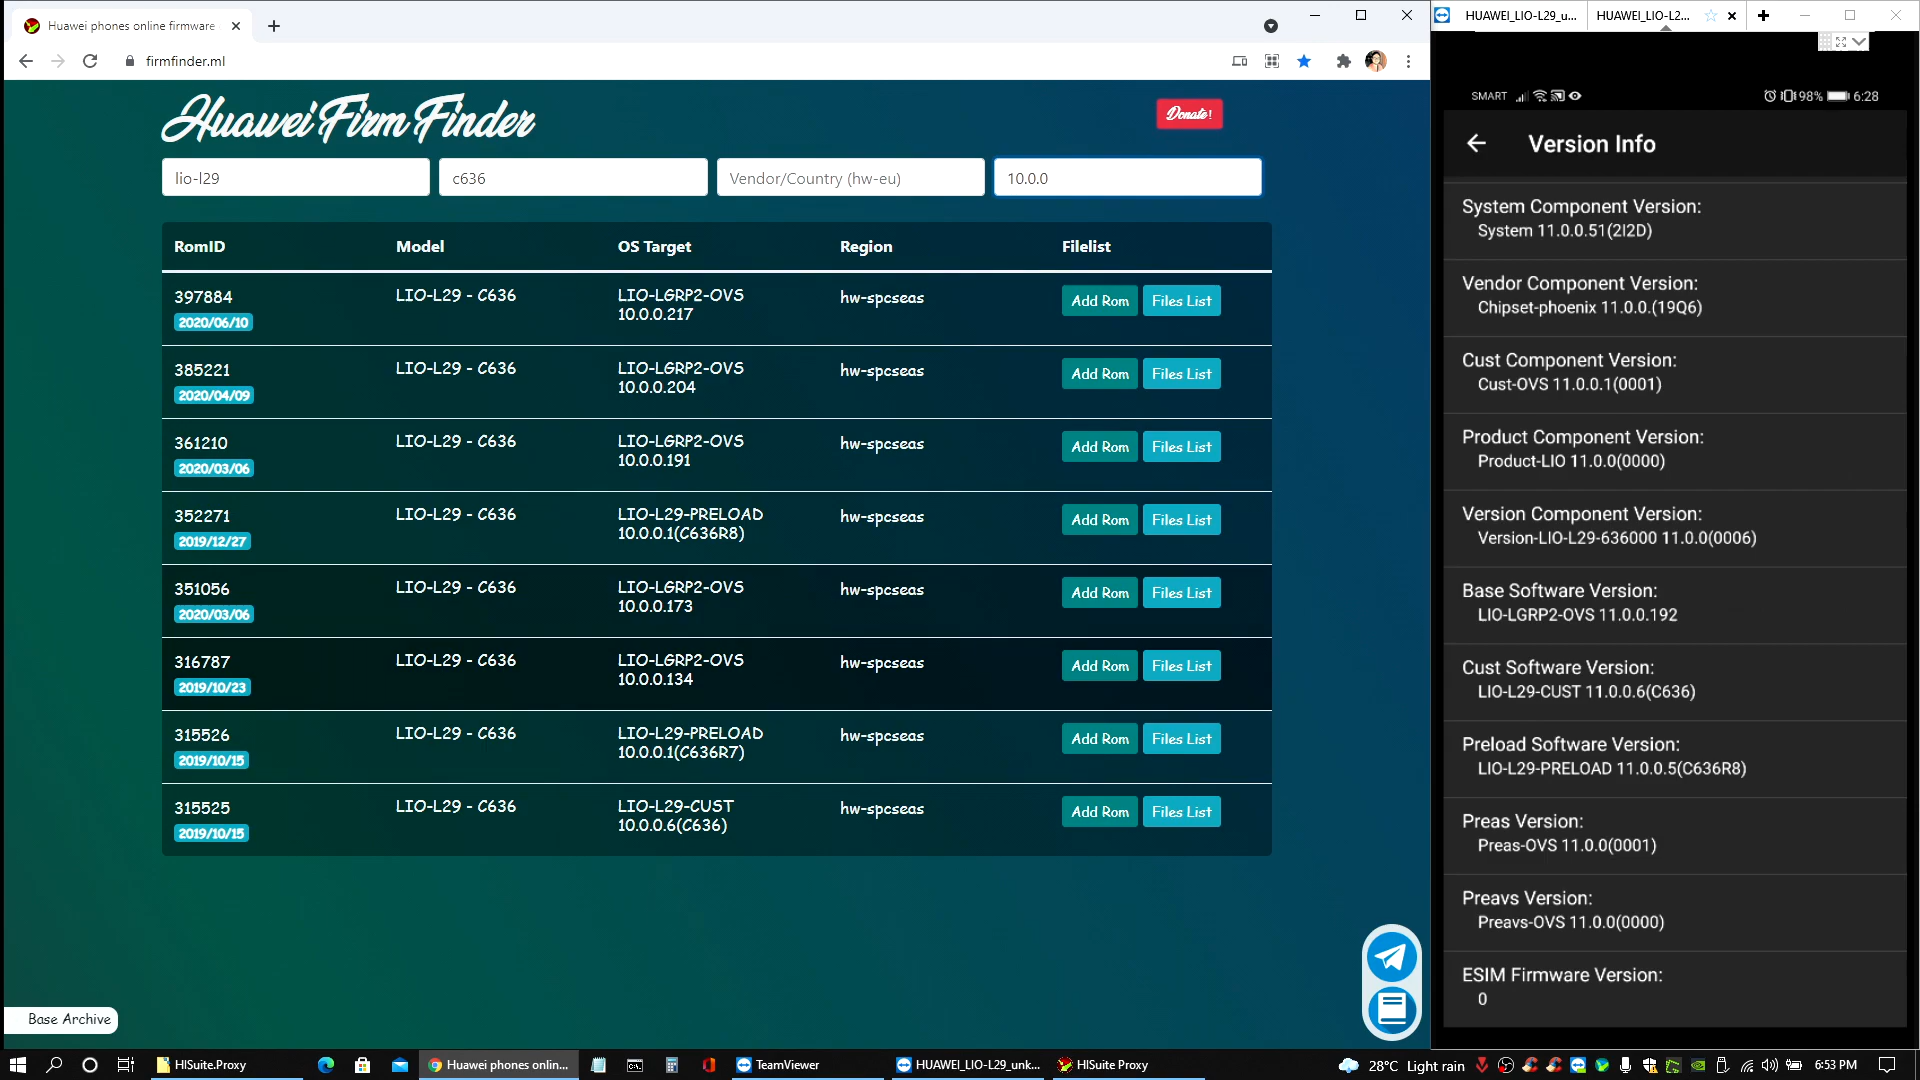 Huawei phones online firmware
firmfinder.ml
Huawei Firm Finder
Donate!
lio-l29
c636
Vendor/Country (hw-eu)
10.0.0
RomID Model OS Target Region Filelist
397884 LIO-L29 - C636 LIO-LGRP2-OVS hw-spcseas Add Rom Files List
2020/06/10 10.0.0.217
385221 LIO-L29 - C636 LIO-LGRP2-OVS hw-spcseas Add Rom Files List
2020/04/09 10.0.0.204
361210 LIO-L29 - C636 LIO-LGRP2-OVS hw-spcseas Add Rom Files List
2020/03/06 10.0.0.191
352271 LIO-L29 - C636 LIO-L29-PRELOAD hw-spcseas Add Rom Files List
2019/12/27 10.0.0.1(C636R8)
351056 LIO-L29 - C636 LIO-LGRP2-OVS hw-spcseas Add Rom Files List
2020/03/06 10.0.0.173
316787 LIO-L29 - C636 LIO-LGRP2-OVS hw-spcseas Add Rom Files List
2019/10/23 10.0.0.134
315526 LIO-L29 - C636 LIO-L29-PRELOAD hw-spcseas Add Rom Files List
2019/10/15 10.0.0.1(C636R7)
315525 LIO-L29 - C636 LIO-L29-CUST hw-spcseas Add Rom Files List
2019/10/15 10.0.0.6(C636)
Base Archive
HUAWEI_LIO-L29_u... HUAWEI_LIO-L2...
SMART 98% 6:28
Version Info
System Component Version:
System 11.0.0.51(2I2D)
Vendor Component Version:
Chipset-phoenix 11.0.0.(19Q6)
Cust Component Version:
Cust-OVS 11.0.0.1(0001)
Product Component Version:
Product-LIO 11.0.0(0000)
Version Component Version:
Version-LIO-L29-636000 11.0.0(0006)
Base Software Version:
LIO-LGRP2-OVS 11.0.0.192
Cust Software Version:
LIO-L29-CUST 11.0.0.6(C636)
Preload Software Version:
LIO-L29-PRELOAD 11.0.0.5(C636R8)
Preas Version:
Preas-OVS 11.0.0(0001)
Preavs Version:
Preavs-OVS 11.0.0(0000)
ESIM Firmware Version:
0
HISuite.Proxy Huawei phones onlin... TeamViewer HUAWEI_LIO-L29_unk... HISuite Proxy 28°C Light rain 6:53 PM